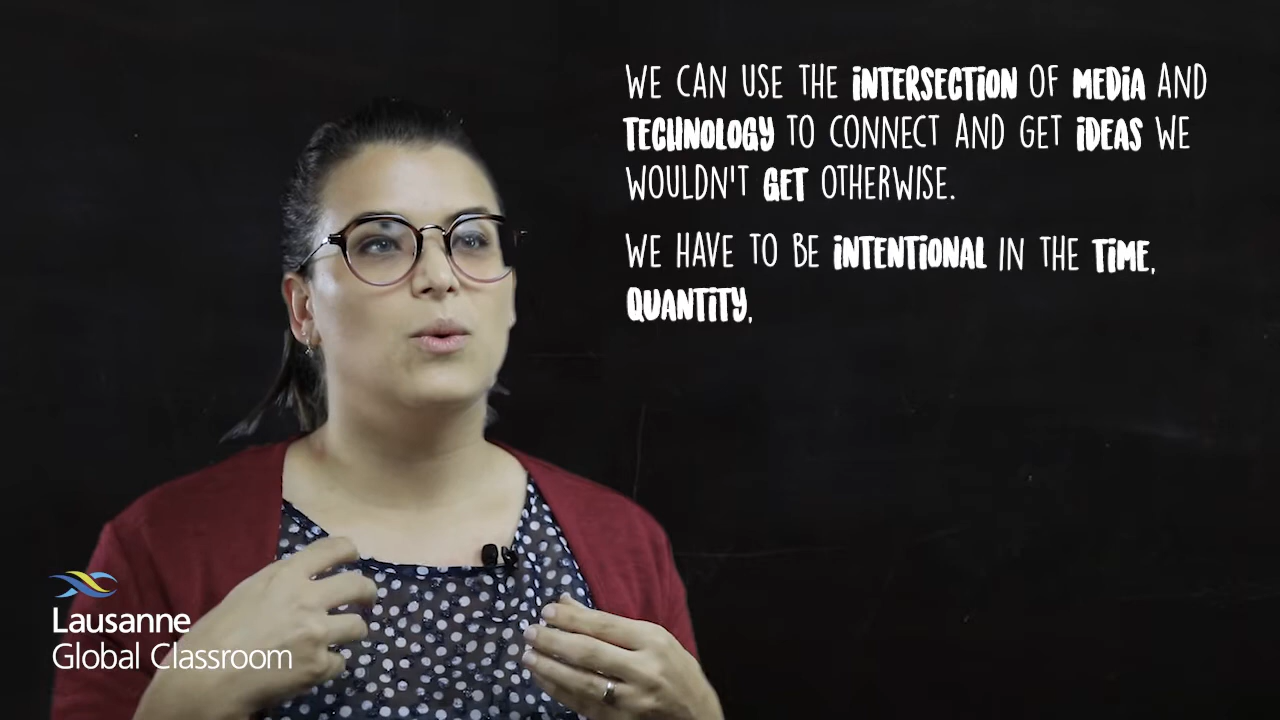 WE CAN USE THE INTERSECTION OF MEDIA AND
TECHNOLOGY TO CONNECT AND GET IDEAS WE
WOULDN'T GET OTHERWISE.
WE HAVE TO BE INTENTIONAL IN THE TIME,
QUANTITY,
Lausanne
Global Classroom